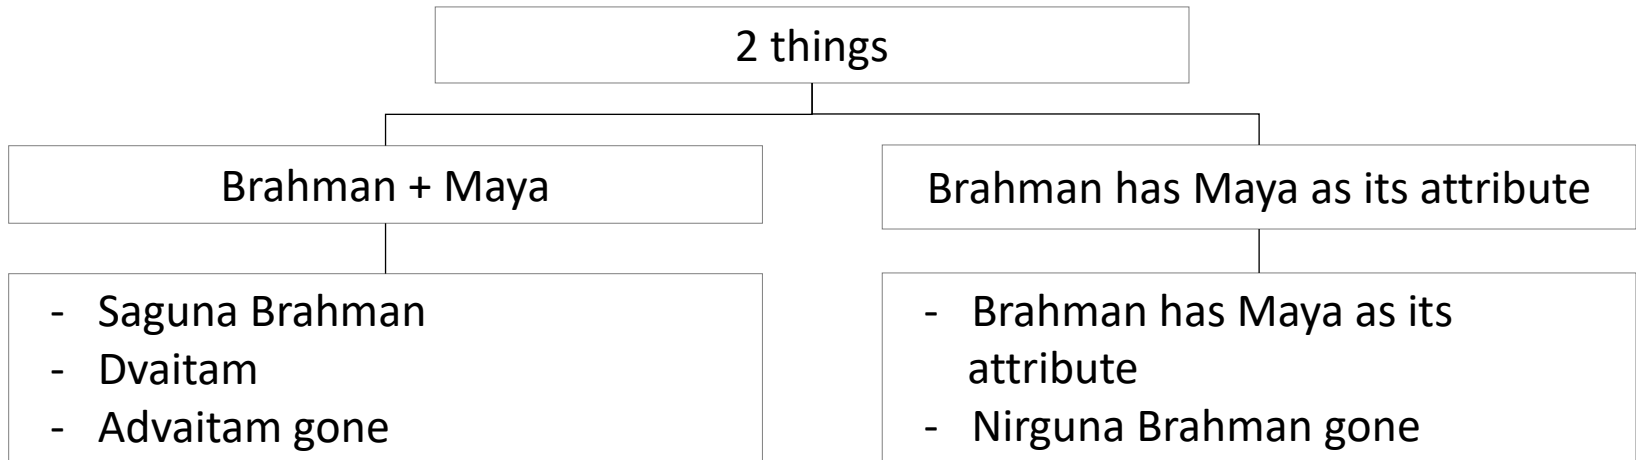 2 things
Brahman + Maya
- Saguna Brahman
- Dvaitam
- Advaitam gone
Brahman has Maya as its attribute
- Brahman has Maya as its
attribute
- Nirguna Brahman gone